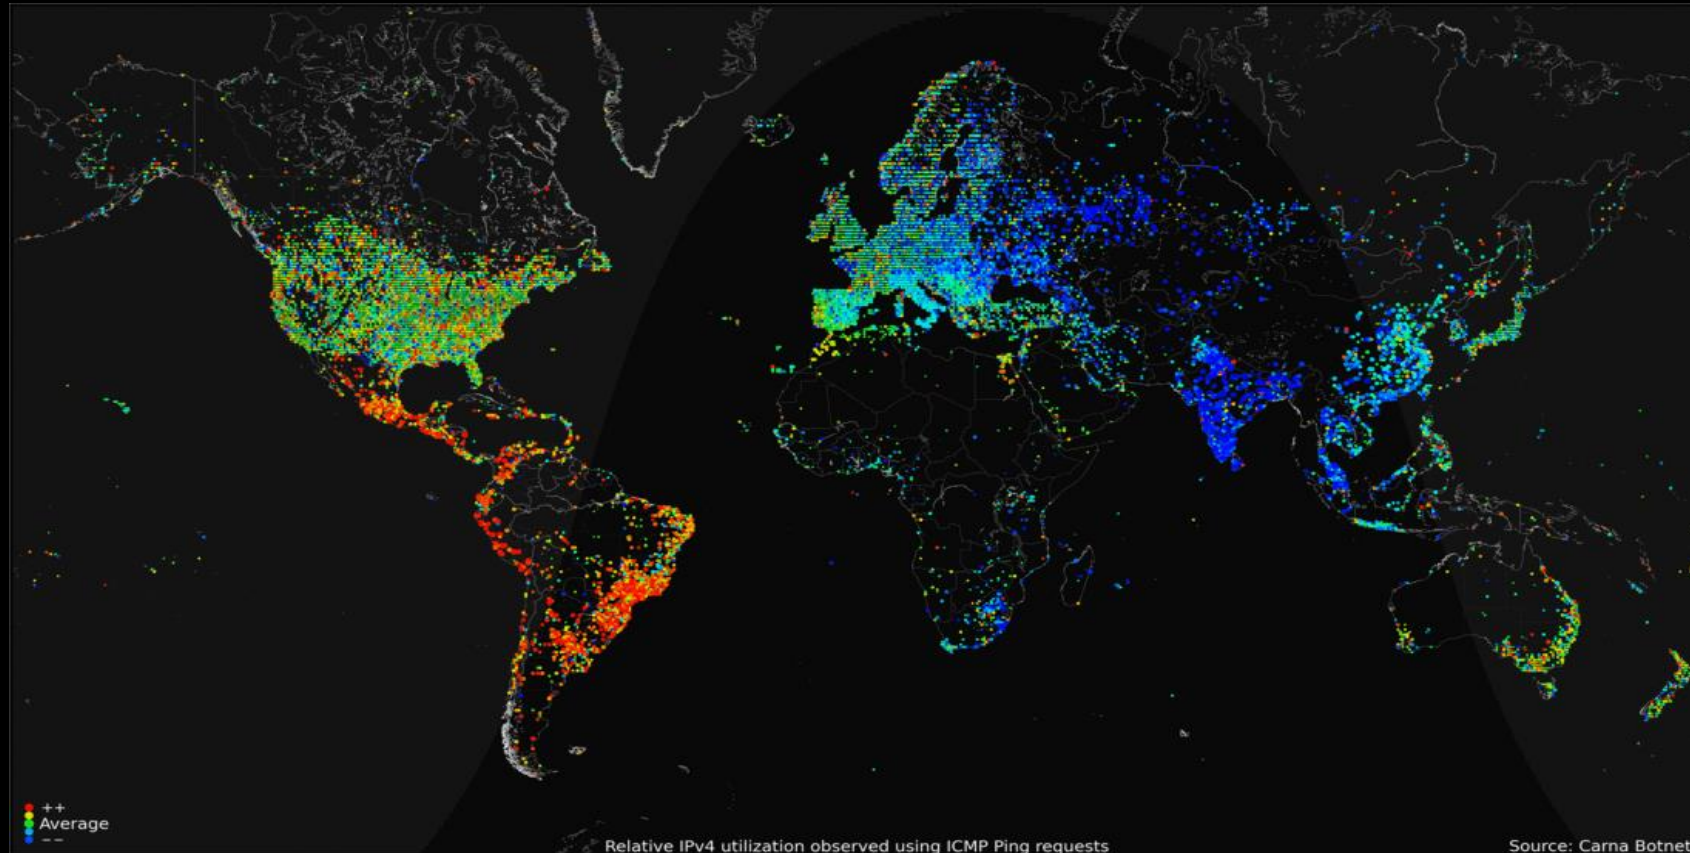 ++
Average
--
Relative IPv4 utilization observed using ICMP Ping requests
Source: Carna Botnet